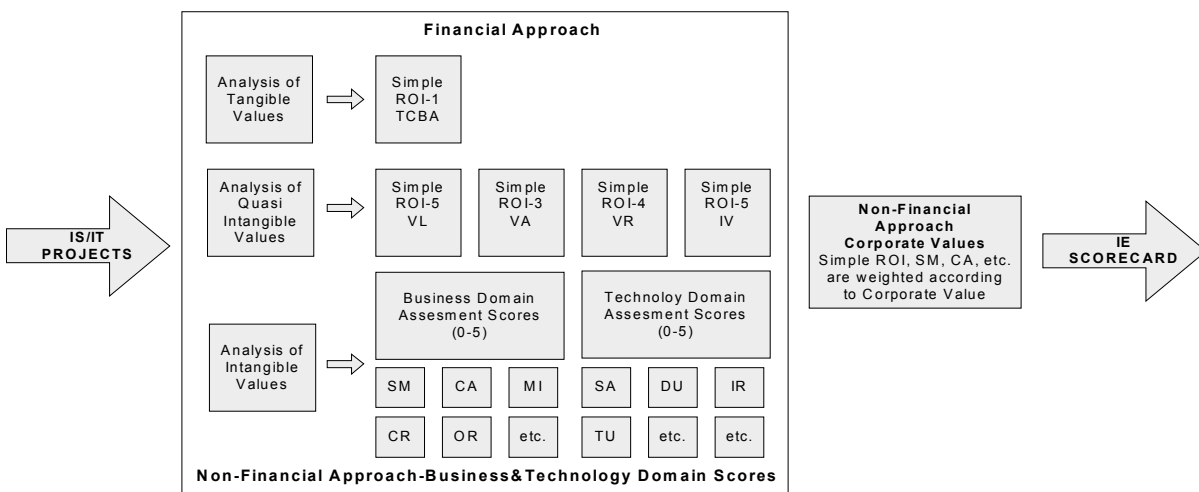 Financial Approach
Analysis of
Tangible
Values
Simple
ROI-1
TCBA
Analysis of
Quasi
Intangible
Values
Simple
ROI-5
VL
Simple
ROI-3
VA
Simple
ROI-4
VR
Simple
ROI-5
IV
IS/IT
PROJECTS
Non-Financial
Approach
Corporate Values
Simple ROI, SM, CA, etc.
are weighted according
to Corporate Value
IE
SCORECARD
Analysis of
Intangible
Values
Business Domain
Assesment Scores
(0-5)
Technoloy Domain
Assesment Scores
(0-5)
SM
CA
MI
SA
DU
IR
CR
OR
etc.
TU
etc.
etc.
Non-Financial Approach-Business&Technology Domain Scores